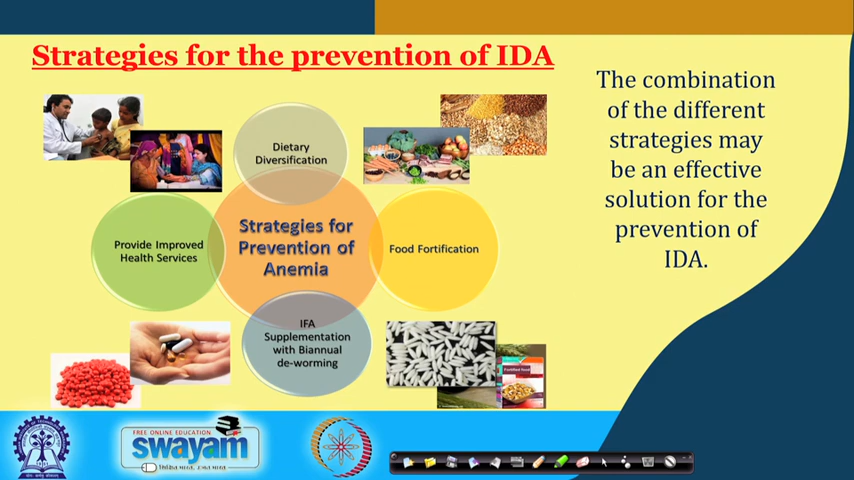 Strategies for the prevention of IDA
Dietary
Diversification
Provide Improved
Health Services
Strategies for
Prevention of
Anemia
Food Fortification
IFA
Supplementation
with Biannual
de-worming
The combination
of the different
strategies may
be an effective
solution for the
prevention of
IDA.
Fortified food
FREE ONLINE EDUCATION
swayam